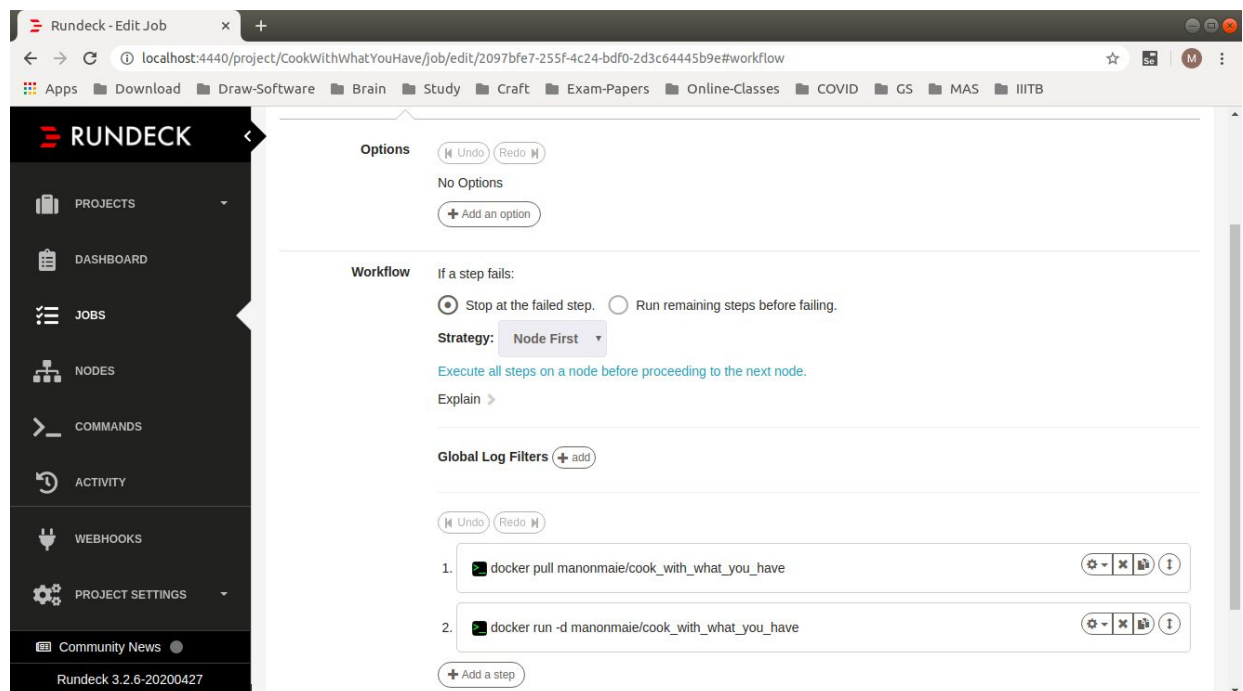 Rundeck - Edit Job
localhost:4440/project/CookWithWhatYouHave/job/edit/2097bfe7-255f-4c24-bdf0-2d3c64445b9e#workflow
Se
M
Apps Download Draw-Software Brain Study Craft Exam-Papers Online-Classes COVID GS MAS IIITB
RUNDECK
PROJECTS
DASHBOARD
JOBS
NODES
COMMANDS
ACTIVITY
WEBHOOKS
PROJECT SETTINGS
Community News
Rundeck 3.2.6-20200427
Options
Undo Redo
No Options
Add an option
Workflow
If a step fails:
Stop at the failed step. Run remaining steps before failing.
Strategy: Node First
Execute all steps on a node before proceeding to the next node.
Explain
Global Log Filters add
Undo Redo
1. docker pull manonmaie/cook_with_what_you_have
2. docker run -d manonmaie/cook_with_what_you_have
Add a step